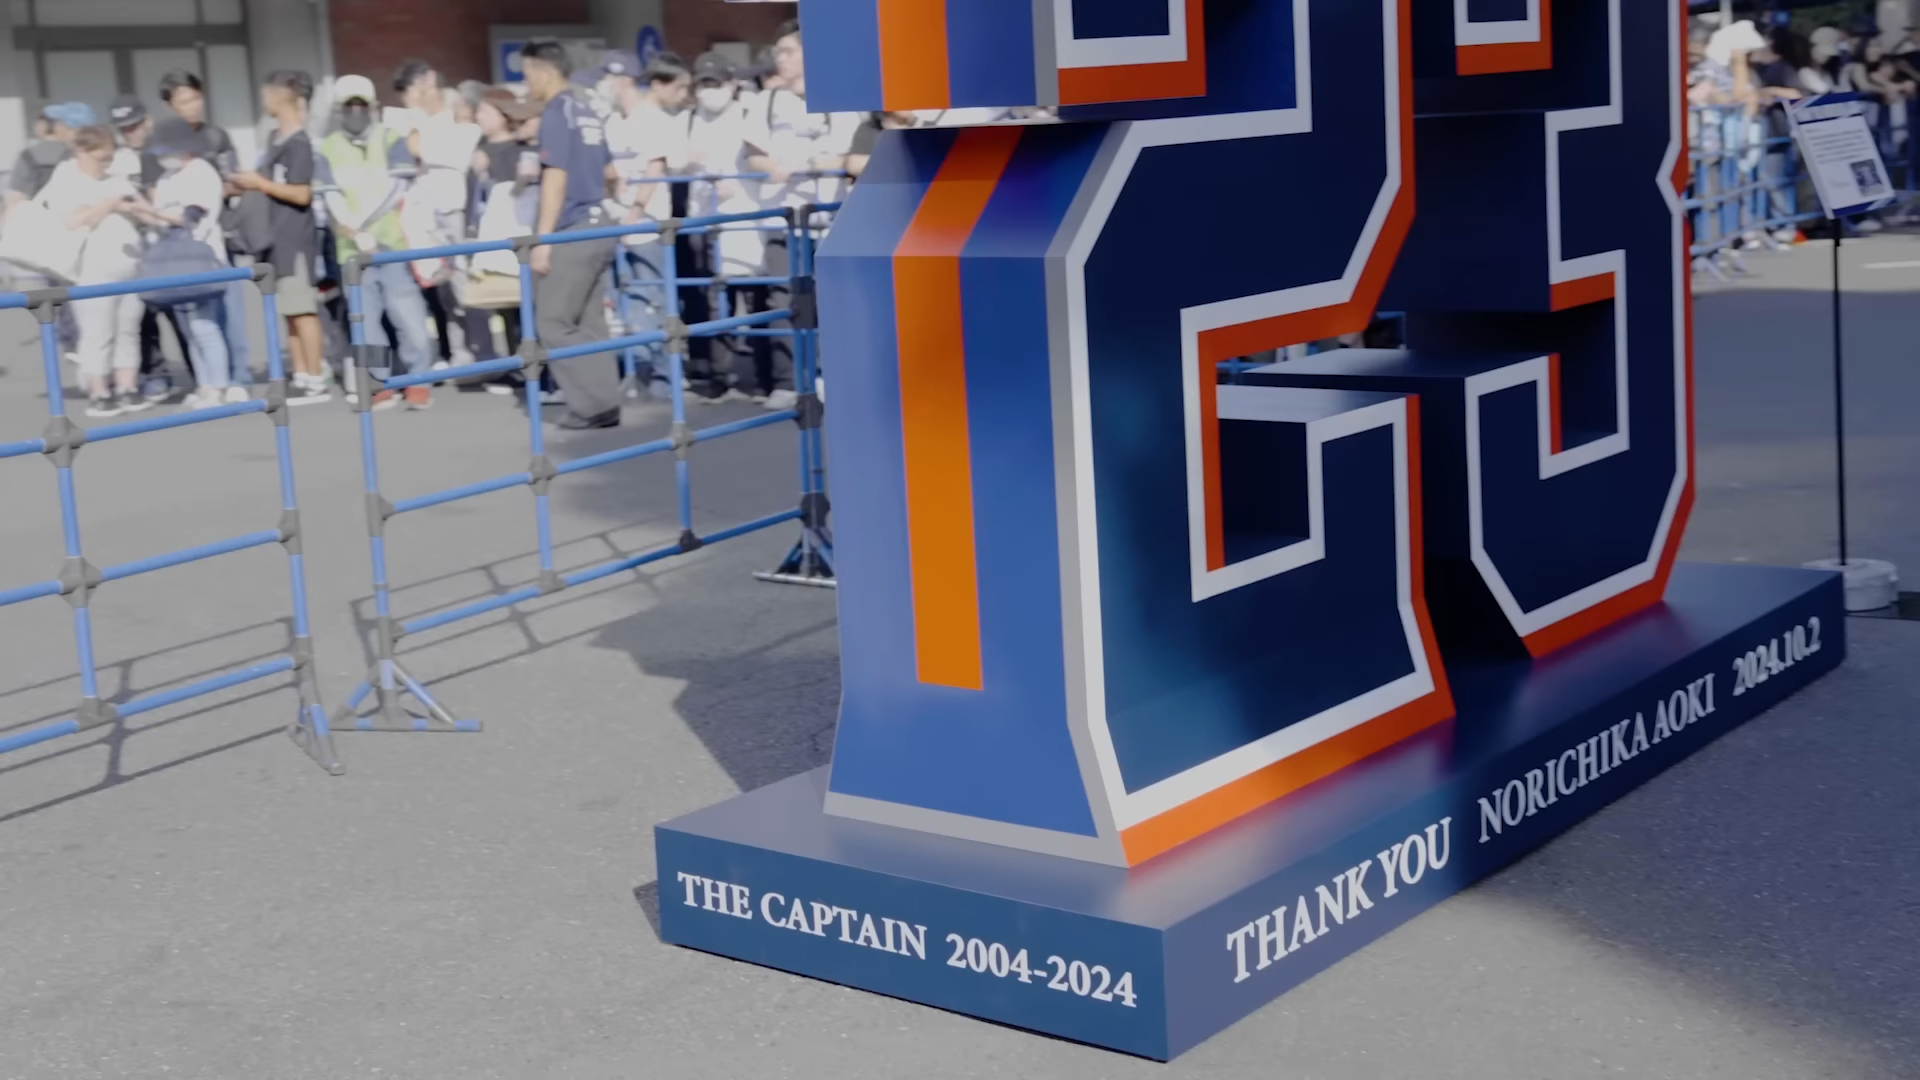 23
THE CAPTAIN 2004-2024
THANK YOU NORICHIKA AOKI 2024.10.2